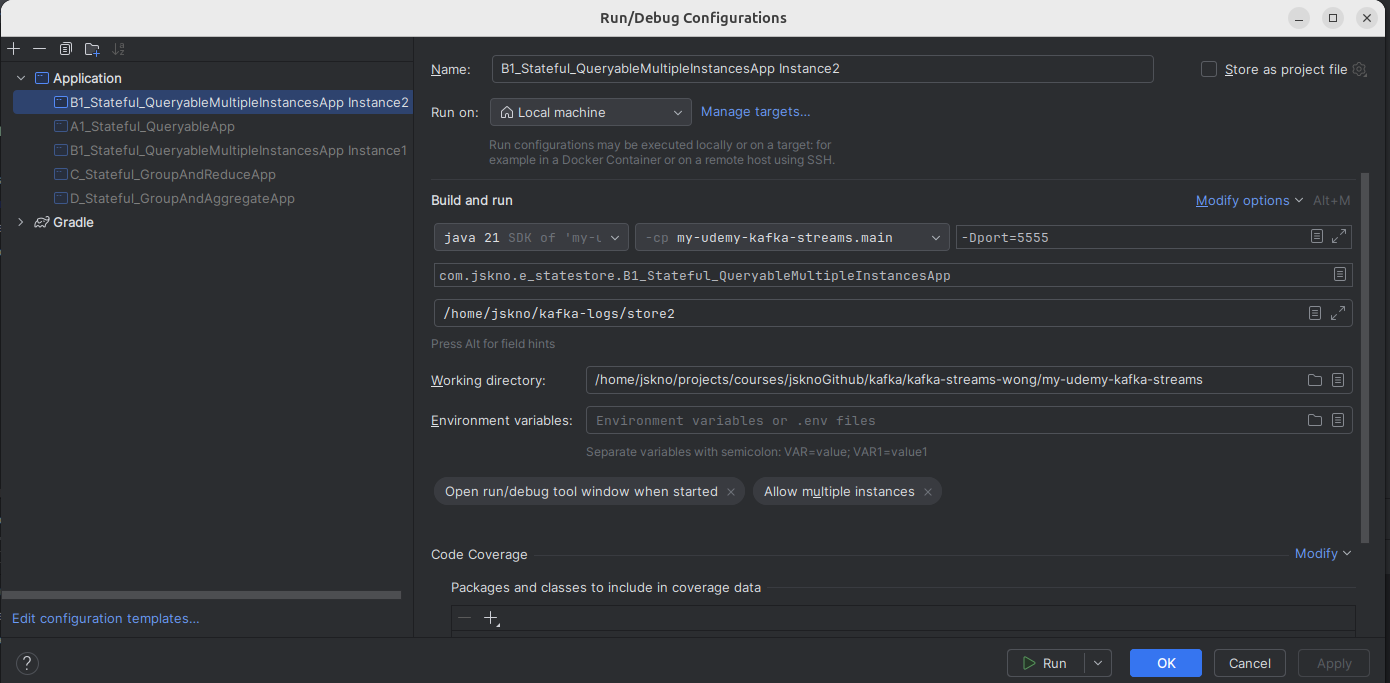 Run/Debug Configurations
Application
B1_Stateful_QueryableMultipleInstancesApp Instance2
A1_Stateful_QueryableApp
B1_Stateful_QueryableMultipleInstancesApp Instance1
C_Stateful_GroupAndReduceApp
D_Stateful_GroupAndAggregateApp
Gradle
Edit configuration templates...
Name: B1_Stateful_QueryableMultipleInstancesApp Instance2 Store as project file
Run on: Local machine Manage targets...
Run configurations may be executed locally or on a target: for
example in a Docker Container or on a remote host using SSH.
Build and run Modify options Alt+M
java 21 SDK of 'my-u -cp my-udemy-kafka-streams.main -Dport=5555
com.jskno.e_statestore.B1_Stateful_QueryableMultipleInstancesApp
/home/jskno/kafka-logs/store2
Press Alt for field hints
Working directory: /home/jskno/projects/courses/jsknoGithub/kafka/kafka-streams-wong/my-udemy-kafka-streams
Environment variables: Environment variables or .env files
Separate variables with semicolon: VAR=value; VAR1=value1
Open run/debug tool window when started × Allow multiple instances ×
Code Coverage Modify
Packages and classes to include in coverage data
? Run OK Cancel Apply